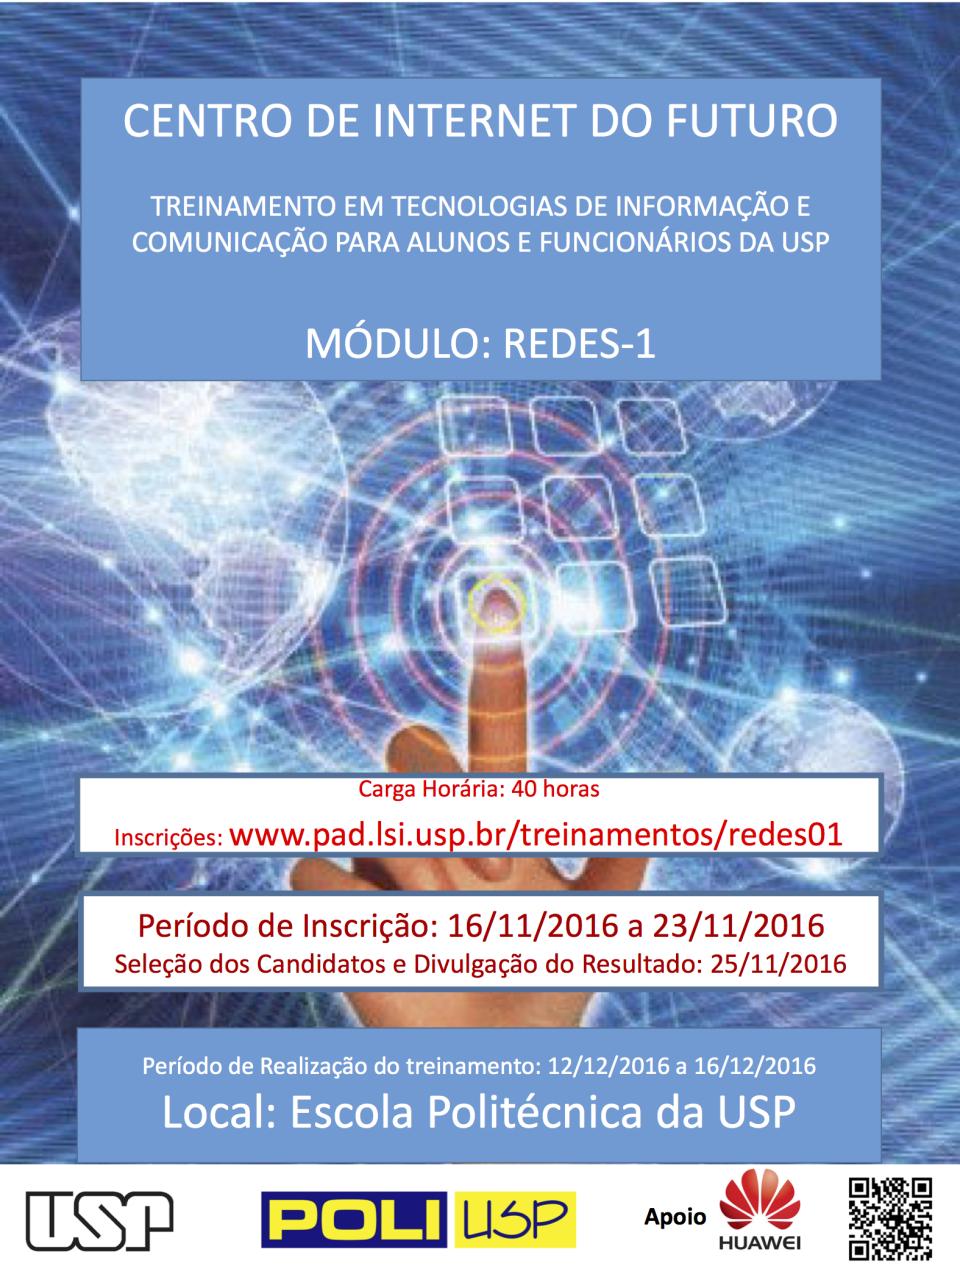 CENTRO DE INTERNET DO FUTURO
TREINAMENTO EM TECNOLOGIAS DE INFORMAÇÃO E
COMUNICAÇÃO PARA ALUNOS E FUNCIONÁRIOS DA USP
MÓDULO: REDES-1
Carga Horária: 40 horas
Inscrições: www.pad.lsi.usp.br/treinamentos/redes01
Período de Inscrição: 16/11/2016 a 23/11/2016
Seleção dos Candidatos e Divulgação do Resultado: 25/11/2016
Período de Realização do treinamento: 12/12/2016 a 16/12/2016
Local: Escola Politécnica da USP
USP
POLI USP
Apoio
HUAWEI